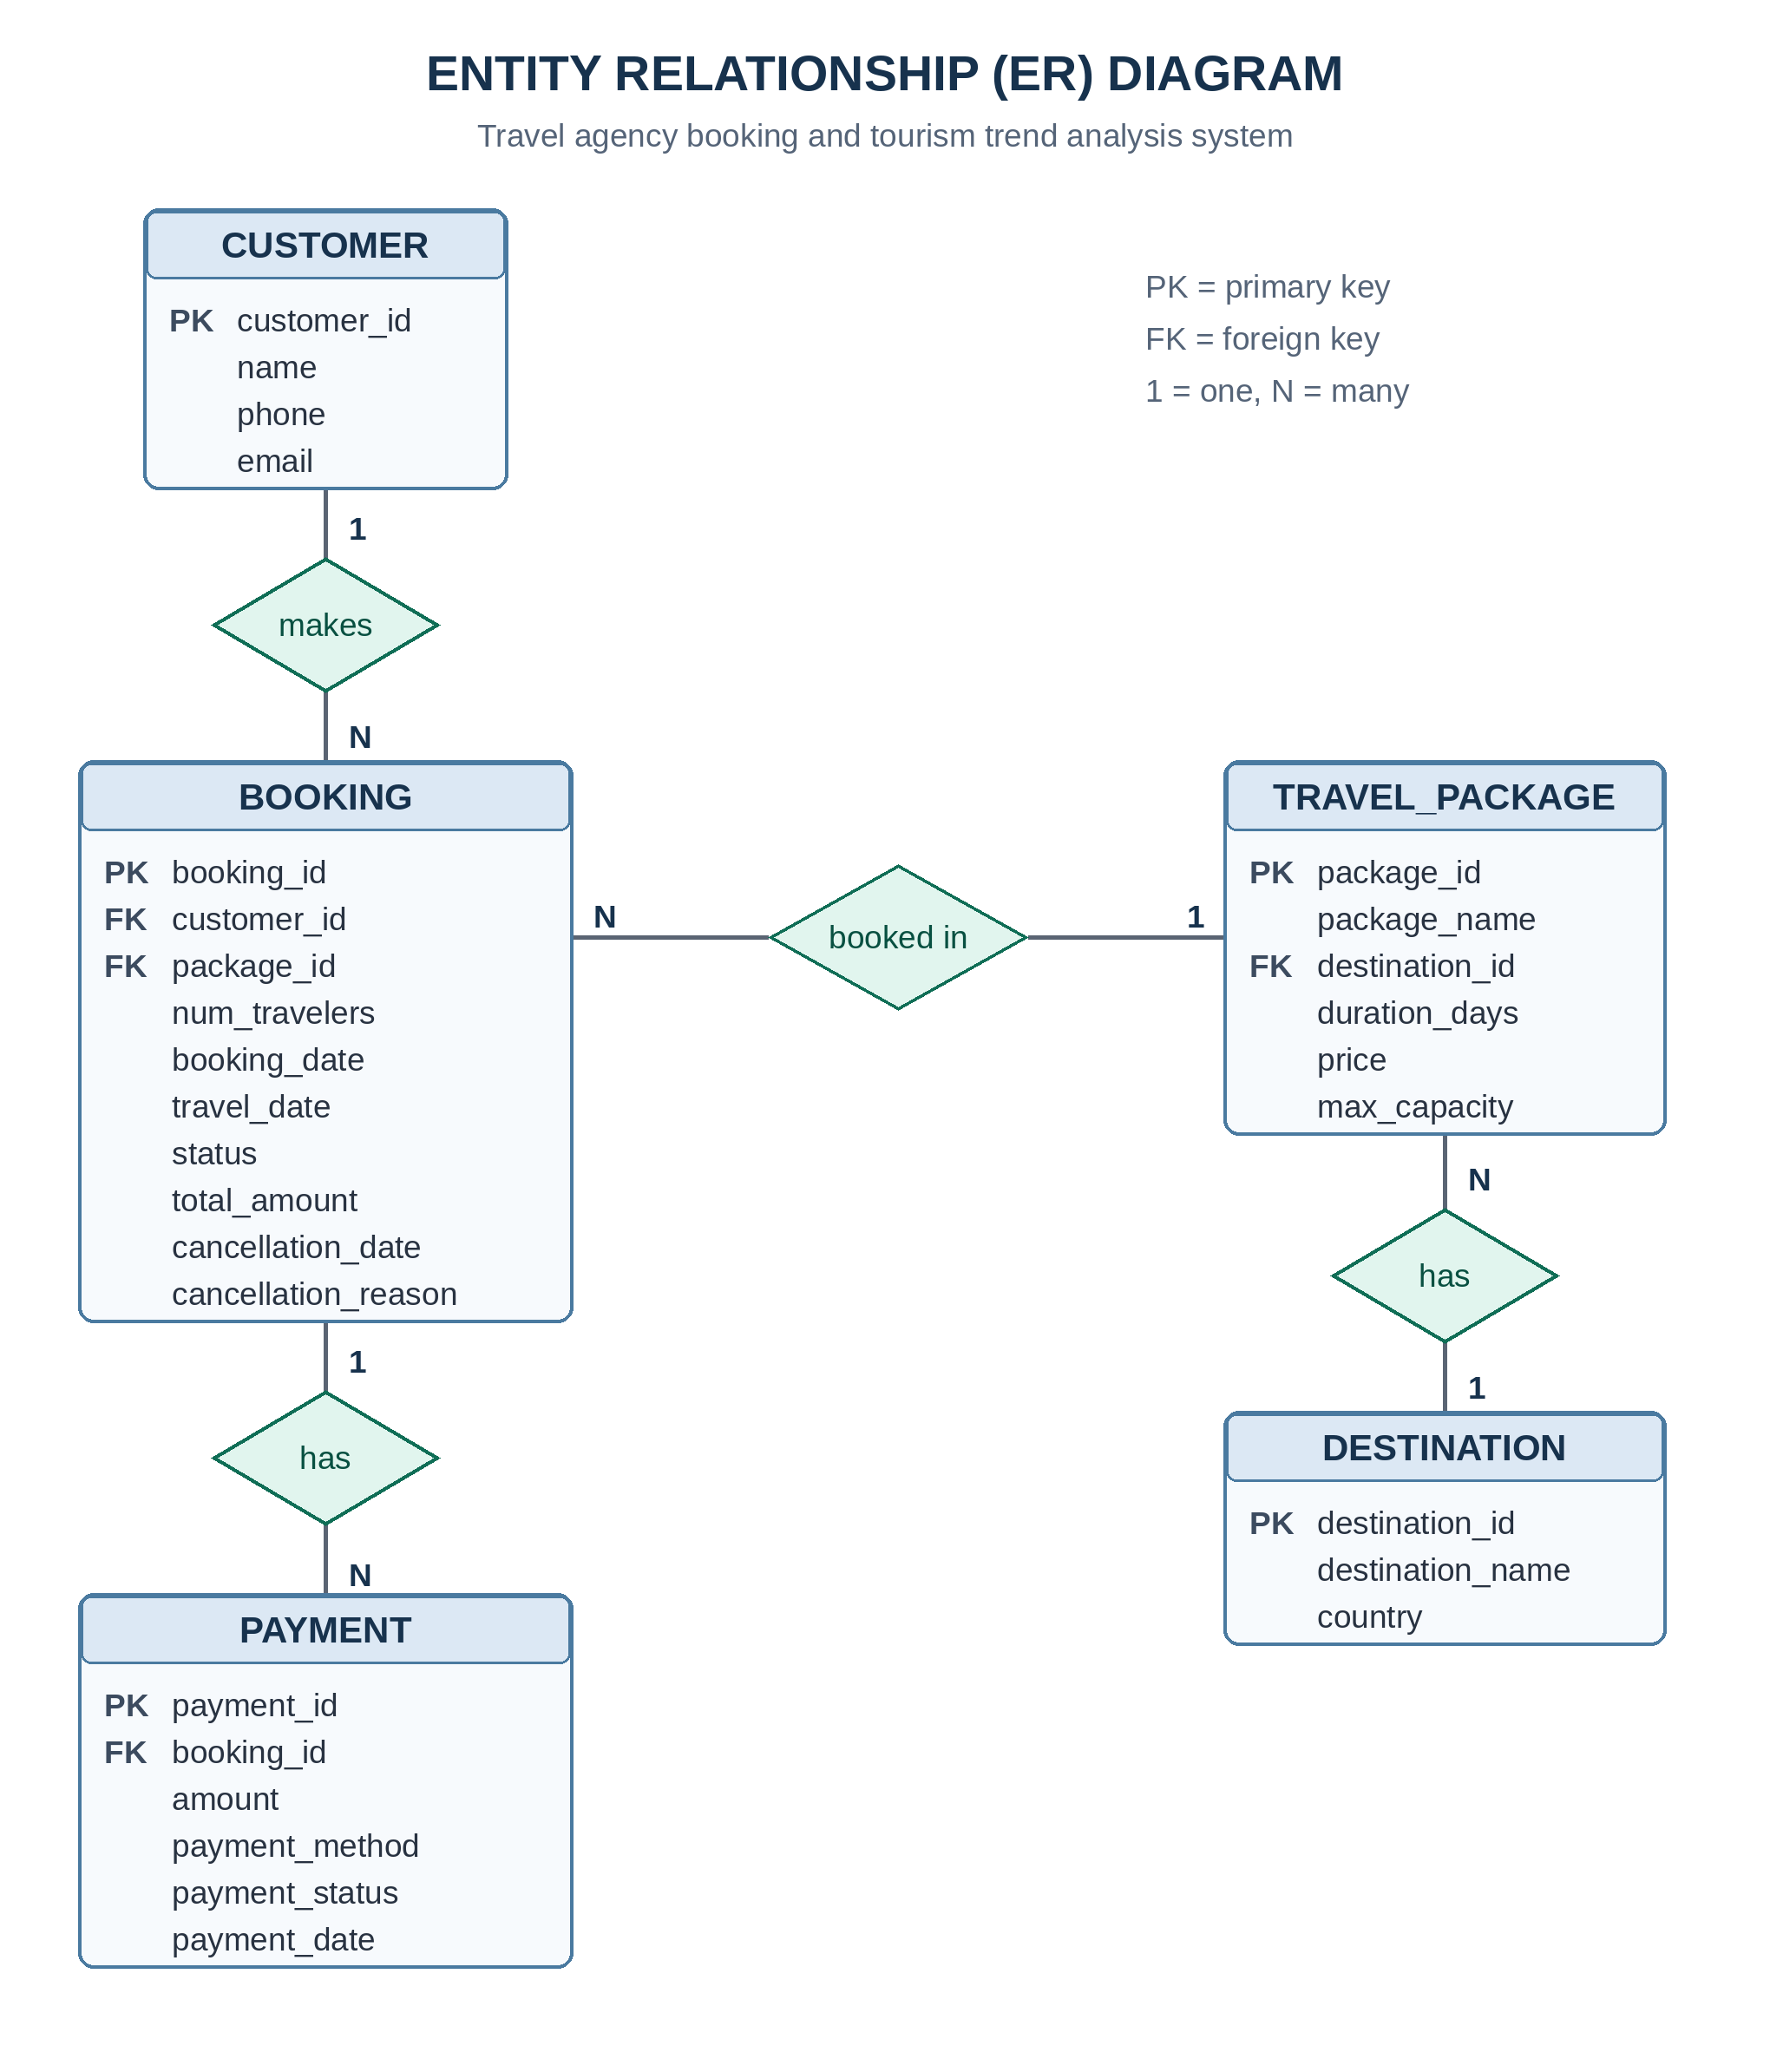 ENTITY RELATIONSHIP (ER) DIAGRAM
Travel agency booking and tourism trend analysis system
CUSTOMER
PK customer_id
name
phone
email
PK = primary key
FK = foreign key
1 = one, N = many
1
makes
N
BOOKING
PK booking_id
FK customer_id
FK package_id
num_travelers
booking_date
travel_date
status
total_amount
cancellation_date
cancellation_reason
N
booked in
1
TRAVEL_PACKAGE
PK package_id
package_name
FK destination_id
duration_days
price
max_capacity
N
has
1
DESTINATION
PK destination_id
destination_name
country
1
has
N
PAYMENT
PK payment_id
FK booking_id
amount
payment_method
payment_status
payment_date